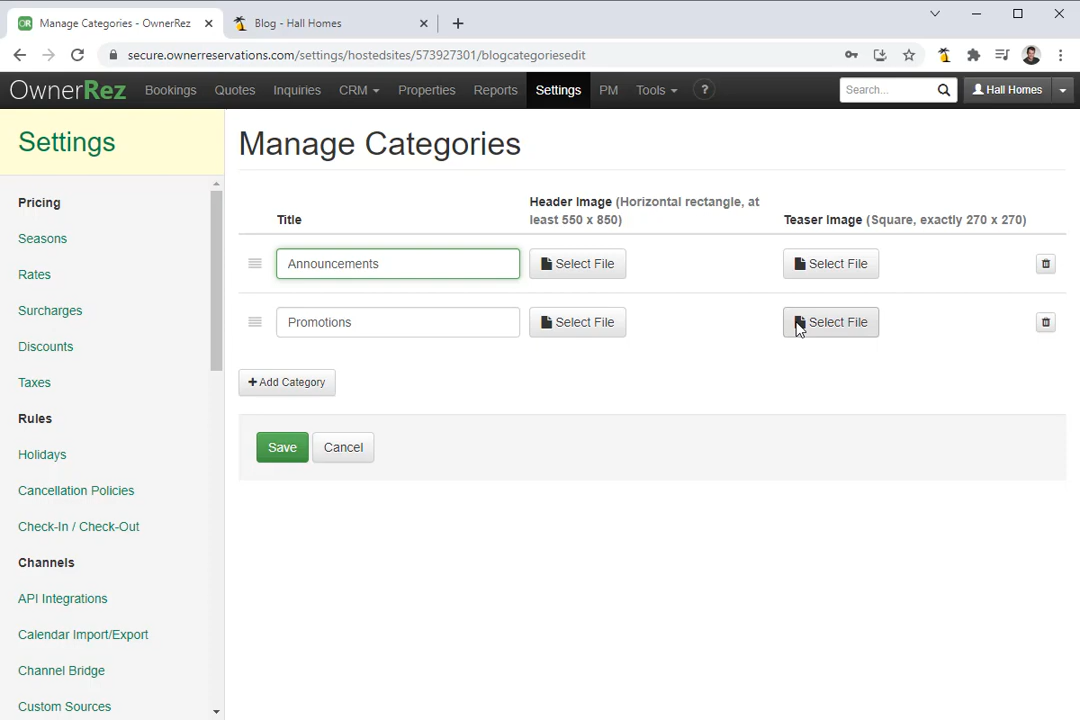 Manage Categories - OwnerRez
Blog - Hall Homes
secure.ownerreservations.com/settings/hostedsites/573927301/blogcategoriesedit
OwnerRez
Bookings
Quotes
Inquiries
CRM
Properties
Reports
Settings
PM
Tools
?
Search...
Hall Homes
Settings
Manage Categories
Pricing
Seasons
Rates
Surcharges
Discounts
Taxes
Rules
Holidays
Cancellation Policies
Check-In / Check-Out
Channels
API Integrations
Calendar Import/Export
Channel Bridge
Custom Sources
Title
Header Image (Horizontal rectangle, at
least 550 x 850)
Teaser Image (Square, exactly 270 x 270)
Announcements
Select File
Select File
Promotions
Select File
Select File
+ Add Category
Save
Cancel